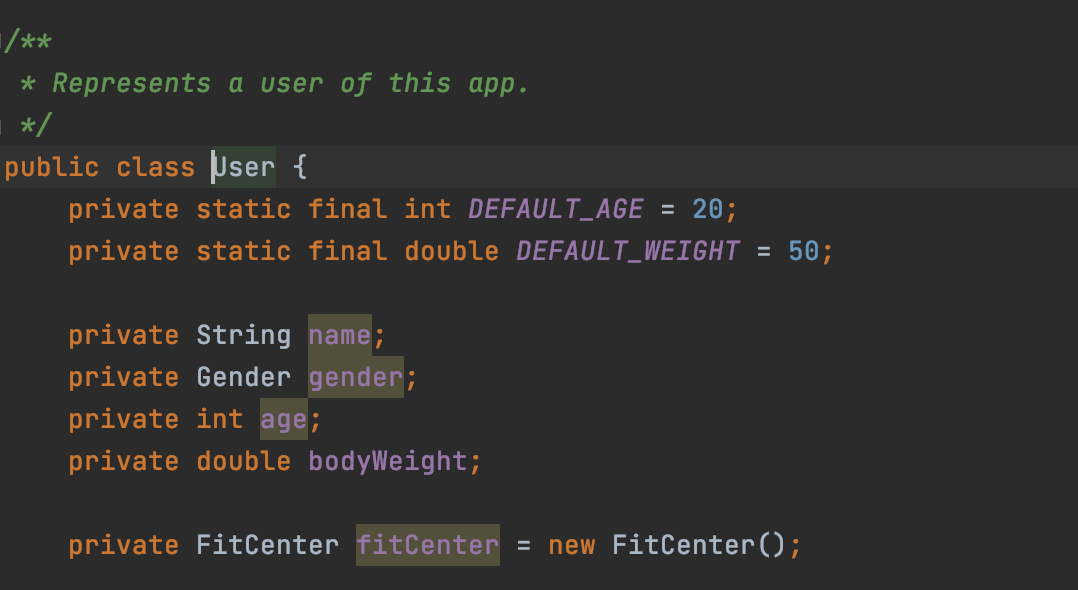 /**
 * Represents a user of this app.
 */
public class User {
    private static final int DEFAULT_AGE = 20;
    private static final double DEFAULT_WEIGHT = 50;

    private String name;
    private Gender gender;
    private int age;
    private double bodyWeight;

    private FitCenter fitCenter = new FitCenter();